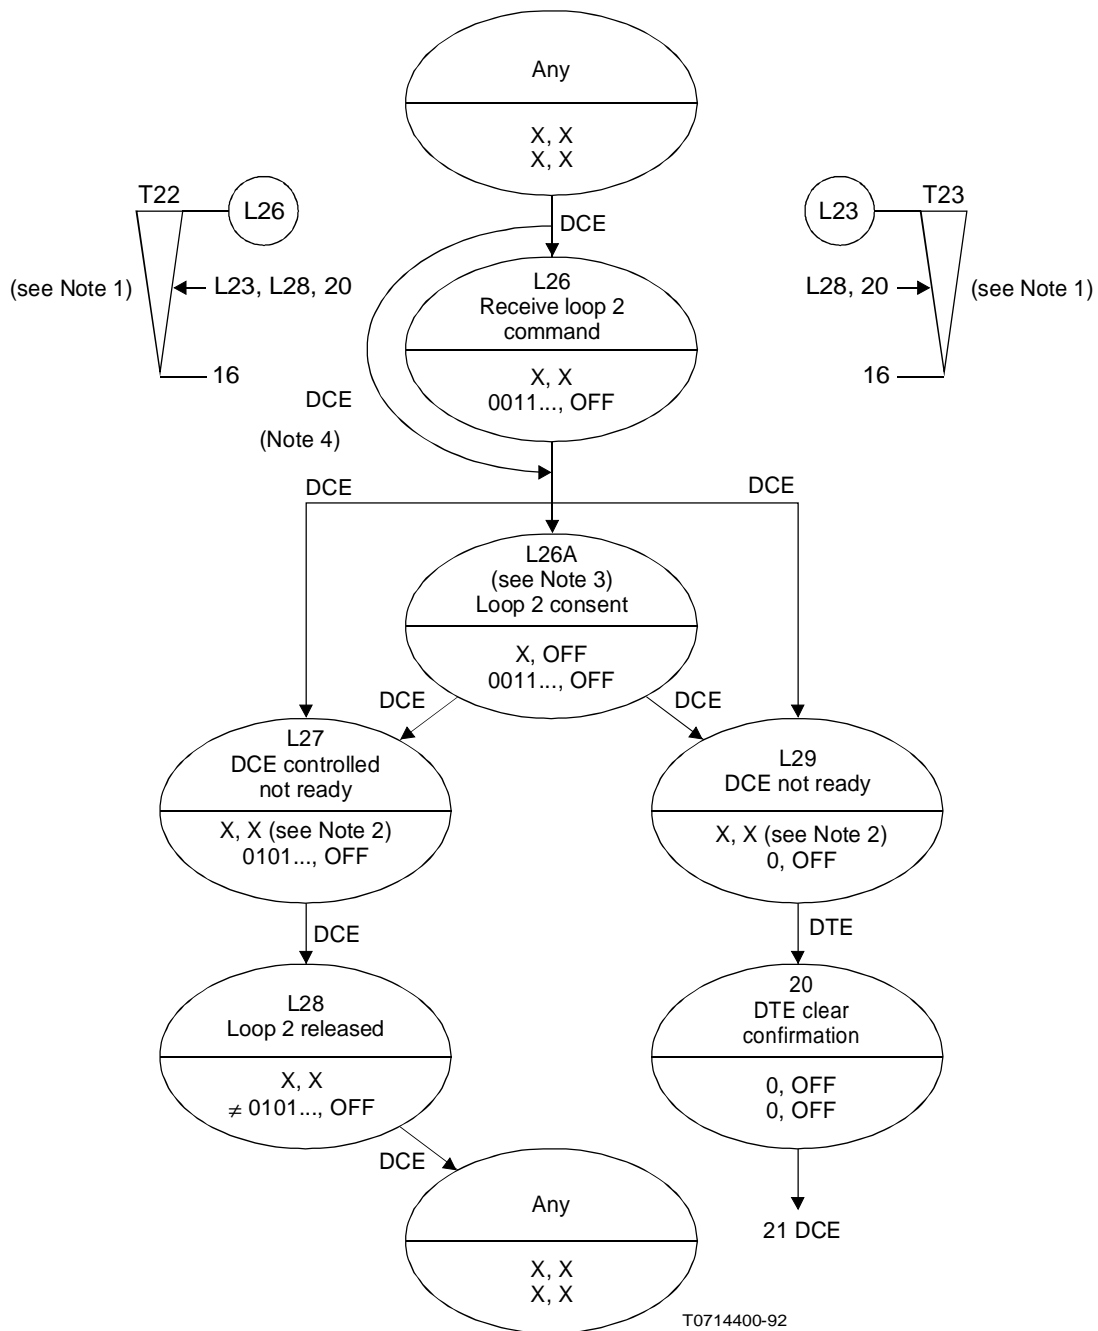 Any
X, X
X, X
T22
L26
L23
T23
DCE
(see Note 1)
L23, L28, 20
L26
Receive loop 2
command
L28, 20
(see Note 1)
16
X, X
0011..., OFF
16
DCE
(Note 4)
DCE
DCE
L26A
(see Note 3)
Loop 2 consent
X, OFF
0011..., OFF
DCE
DCE
L27
DCE controlled
not ready
X, X (see Note 2)
0101..., OFF
L29
DCE not ready
X, X (see Note 2)
0, OFF
DCE
DTE
L28
Loop 2 released
X, X
≠ 0101..., OFF
20
DTE clear
confirmation
0, OFF
0, OFF
DCE
21 DCE
Any
X, X
X, X
T0714400-92